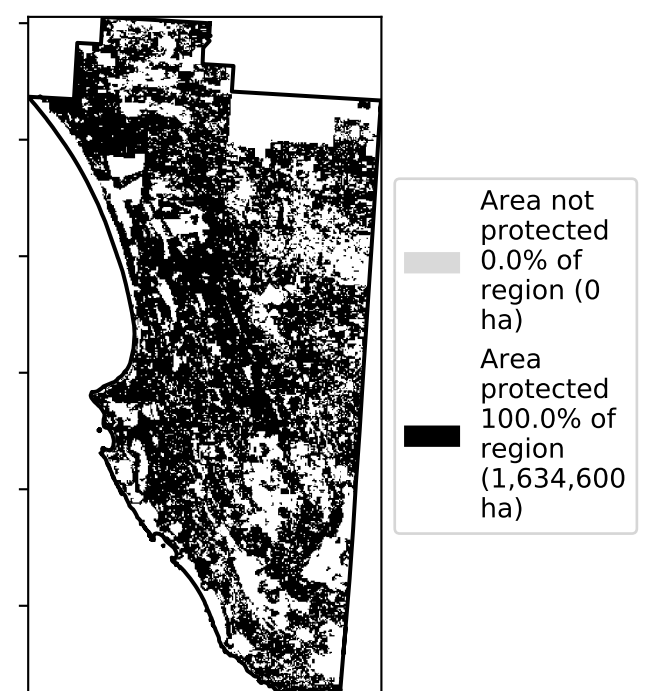 Area not
protected
0.0% of
region (0
ha)
Area
protected
100.0% of
region
(1,634,600
ha)